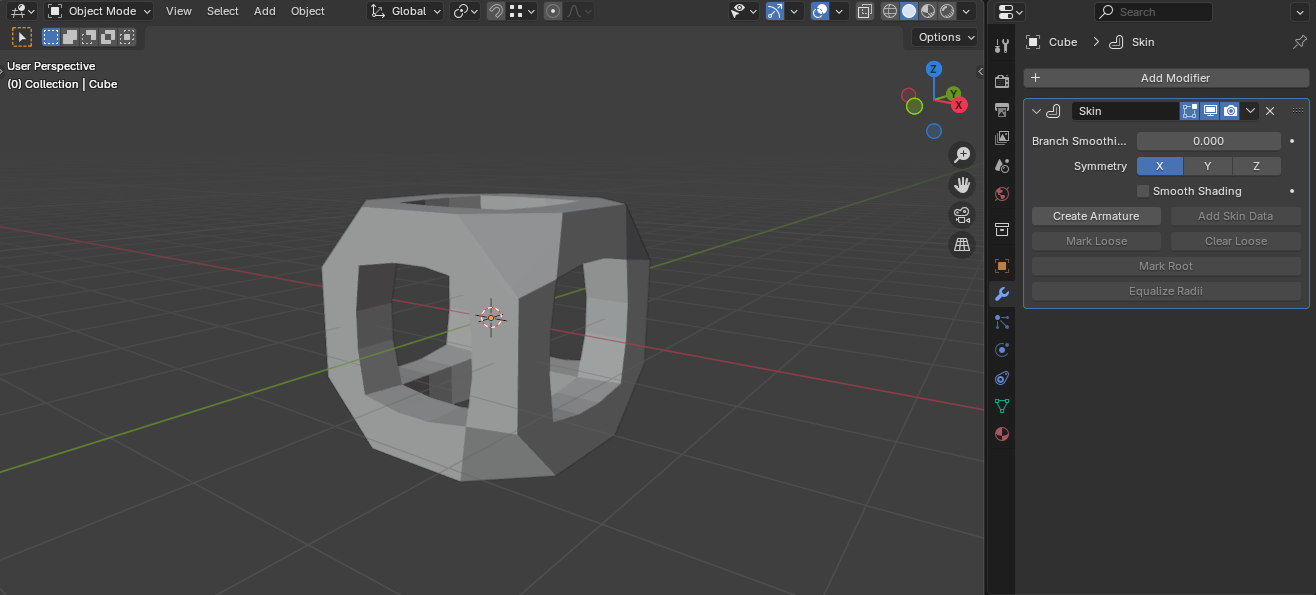 Object Mode View Select Add Object Global Search
Options
User Perspective
(0) Collection | Cube
Z
Y
X
Cube Skin
Add Modifier
Skin
Branch Smoothi... 0.000
Symmetry X Y Z
Smooth Shading
Create Armature Add Skin Data
Mark Loose Clear Loose
Mark Root
Equalize Radii